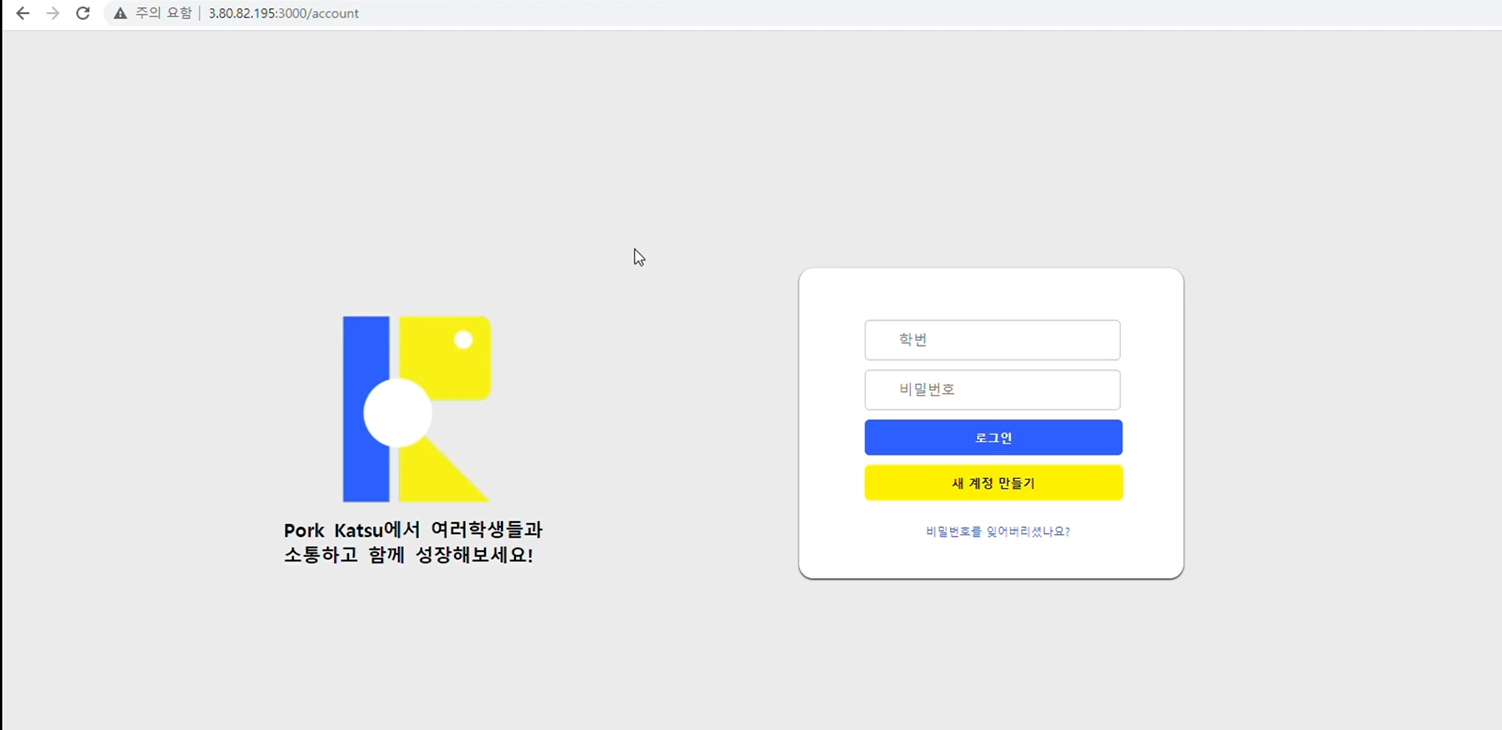 주의 요함 | 3.80.82.195:3000/account
학번
비밀번호
로그인
새 계정 만들기
비밀번호를 잊어버리셨나요?
Pork Katsu에서 여러학생들과
소통하고 함께 성장해보세요!